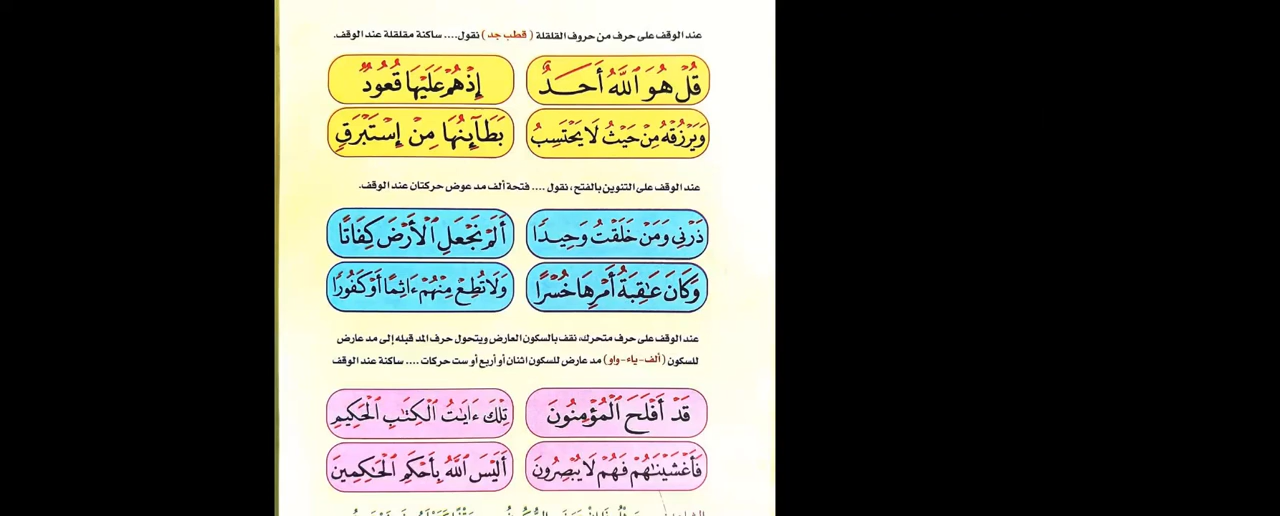 عند الوقف على حرف من حروف القلقلة ( قطب جد ) نقول.... ساكنة مقلقلة عند الوقف.
قُلْ هُوَ ٱللَّهُ أَحَدٌ إِذْ هُمْ عَلَيْهَا قُعُودٌ
وَيَرْزُقْهُ مِنْ حَيْثُ لَا يَحْتَسِبُ بَطَآئِنُهَا مِنْ إِسْتَبْرَقٍ
عند الوقف على التنوين بالفتح، نقول .... فتحة ألف مد عوض حركتان عند الوقف.
ذَرْنِي وَمَنْ خَلَقْتُ وَحِيدًا أَلَمْ نَجْعَلِ ٱلْأَرْضَ كِفَاتًا
وَكَانَ عَٰقِبَةُ أَمْرِهَا خُسْرًا وَلَا تُطِعْ مِنْهُمْ ءَاثِمًا أَوْ كَفُورًا
عند الوقف على حرف متحرك، نقف بالسكون العارض ويتحول حرف المد قبله إلى مد عارض
للسكون ( ألف - ياء - واو ) مد عارض للسكون اثنان أو أربع أو ست حركات .... ساكنة عند الوقف
قَدْ أَفْلَحَ ٱلْمُؤْمِنُونَ تِلْكَ ءَايَٰتُ ٱلْكِتَٰبِ ٱلْحَكِيمِ
فَأَغْشَيْنَٰهُمْ فَهُمْ لَا يُبْصِرُونَ أَلَيْسَ ٱللَّهُ بِأَحْكَمِ ٱلْحَٰكِمِينَ